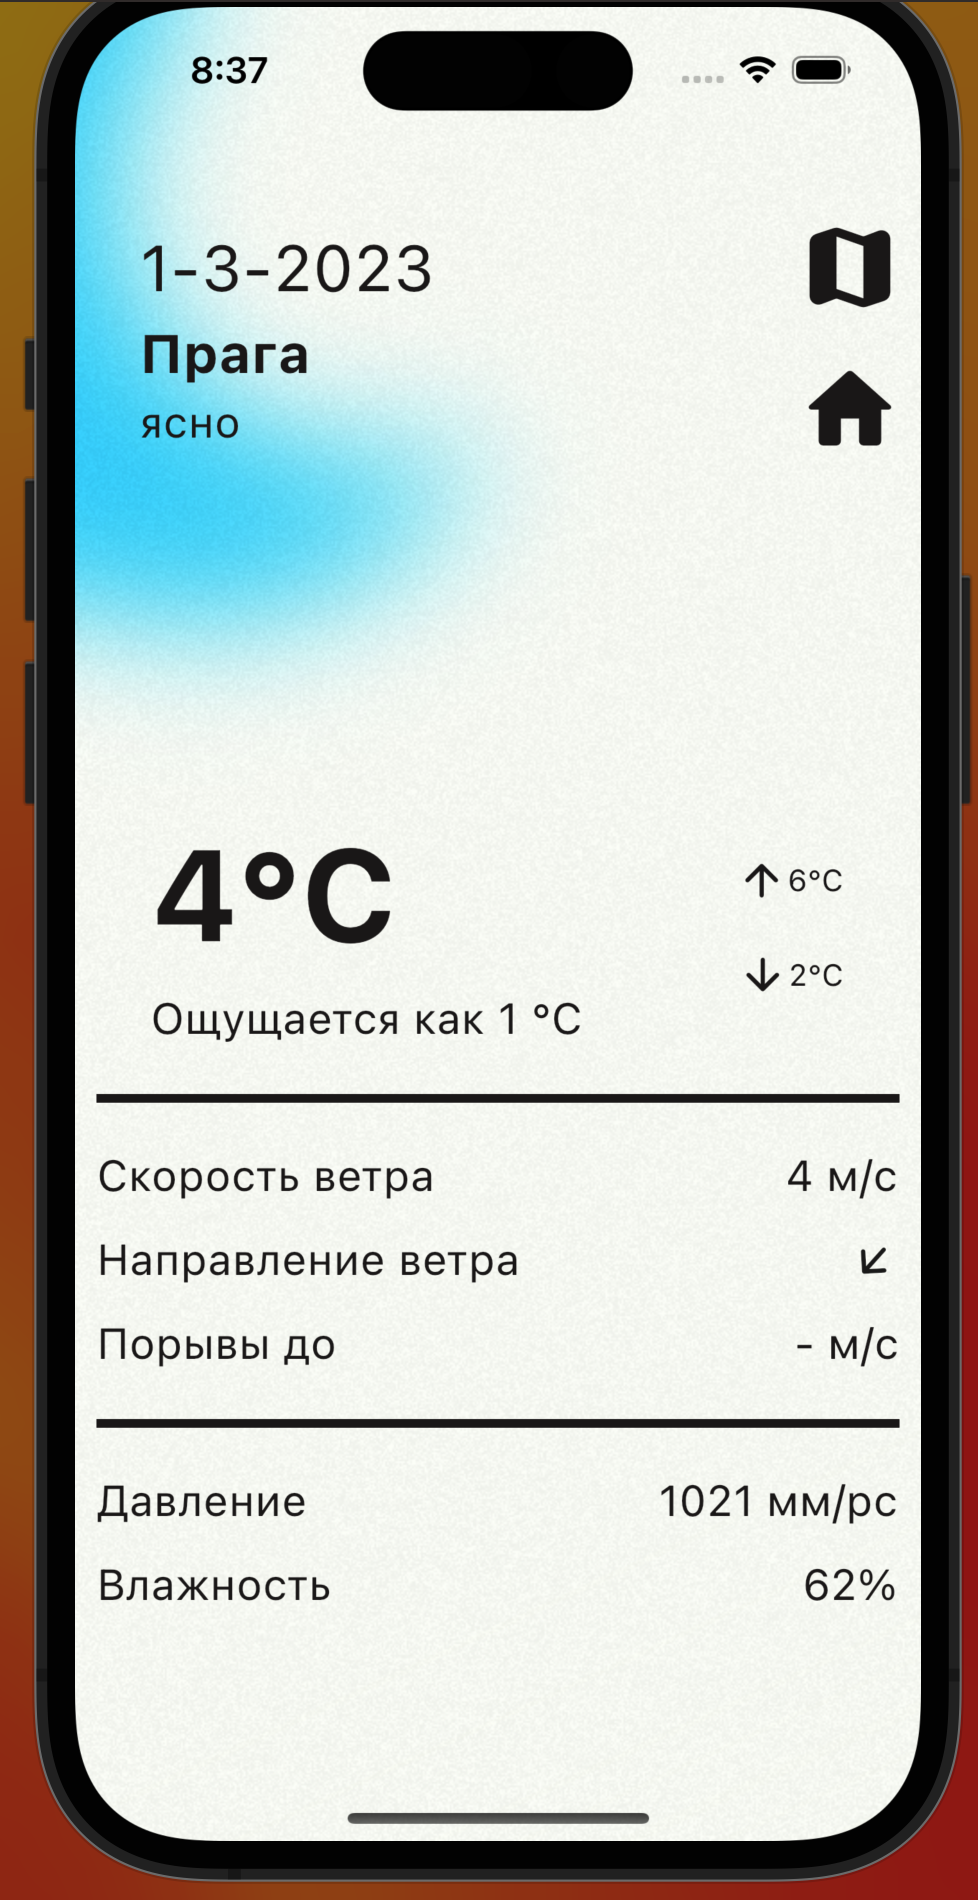 8:37
1-3-2023
Прага
ясно
4°C
6°C
2°C
Ощущается как 1 °C
Скорость ветра 4 м/с
Направление ветра
Порывы до - м/с
Давление 1021 мм/рс
Влажность 62%